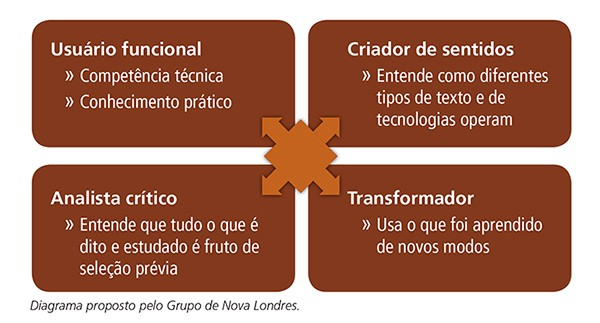 Usuário funcional
» Competência técnica
» Conhecimento prático
Criador de sentidos
» Entende como diferentes
tipos de texto e de
tecnologias operam
Analista crítico
» Entende que tudo o que é
dito e estudado é fruto de
seleção prévia
Transformador
» Usa o que foi aprendido
de novos modos
Diagrama proposto pelo Grupo de Nova Londres.